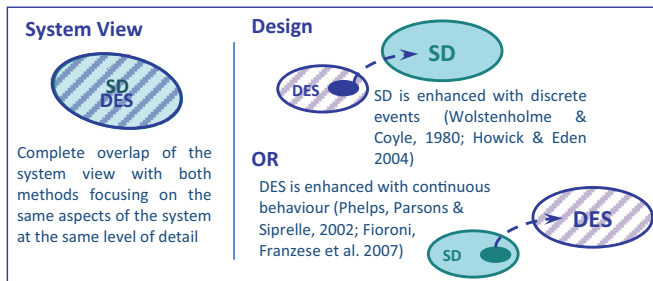 System View
SD
DES
Complete overlap of the
system view with both
methods focusing on the
same aspects of the system
at the same level of detail
Design
SD
DES
SD is enhanced with discrete
events (Wolstenholme &
Coyle, 1980; Howick & Eden
2004)
OR
DES is enhanced with continuous
behaviour (Phelps, Parsons &
Siprelle, 2002; Fioroni,
Franzese et al. 2007)
DES
SD